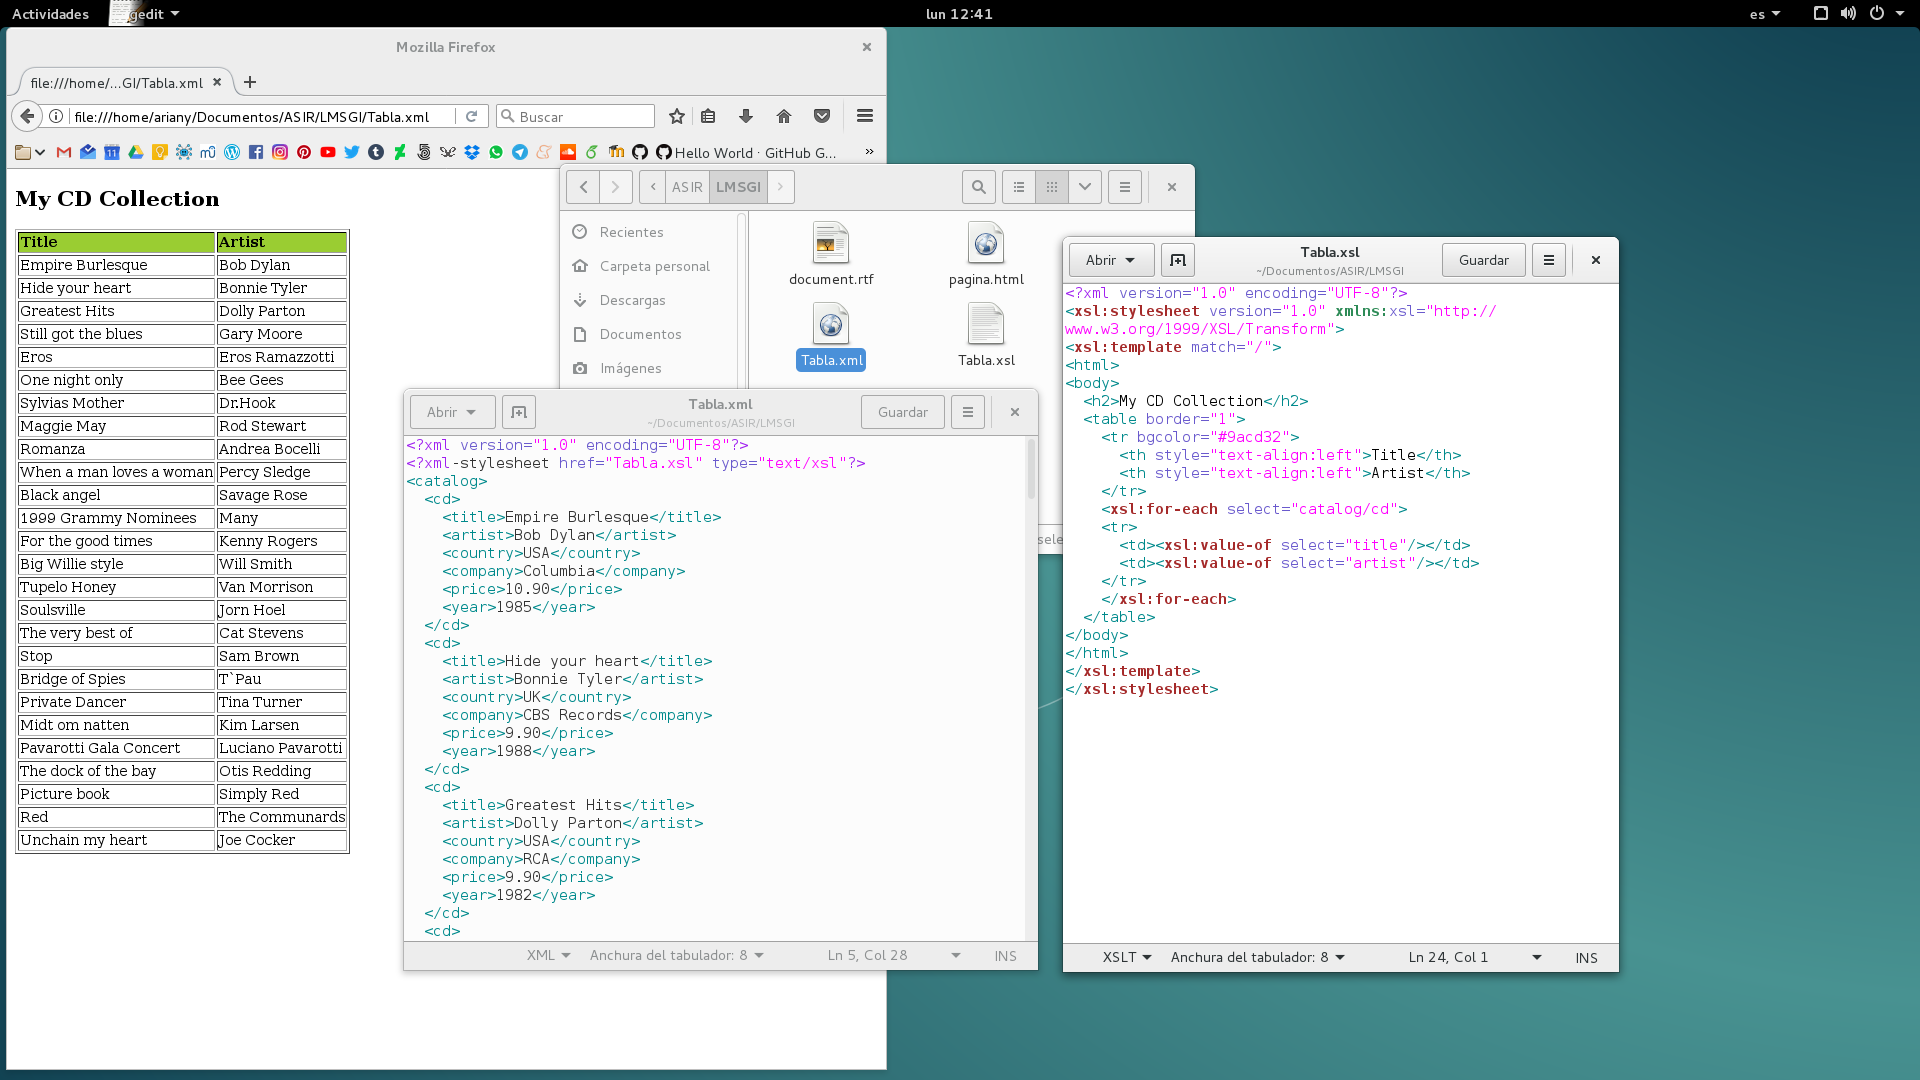 Actividades
gedit
lun 12:41
es
Mozilla Firefox
file:///home/...GI/Tabla.xml
file:///home/ariany/Documentos/ASIR/LMSGI/Tabla.xml
Buscar
Hello World · GitHub G...
»
My CD Collection
Title Artist
Empire Burlesque Bob Dylan
Hide your heart Bonnie Tyler
Greatest Hits Dolly Parton
Still got the blues Gary Moore
Eros Eros Ramazzotti
One night only Bee Gees
Sylvias Mother Dr.Hook
Maggie May Rod Stewart
Romanza Andrea Bocelli
When a man loves a woman Percy Sledge
Black angel Savage Rose
1999 Grammy Nominees Many
For the good times Kenny Rogers
Big Willie style Will Smith
Tupelo Honey Van Morrison
Soulsville Jorn Hoel
The very best of Cat Stevens
Stop Sam Brown
Bridge of Spies T`Pau
Private Dancer Tina Turner
Midt om natten Kim Larsen
Pavarotti Gala Concert Luciano Pavarotti
The dock of the bay Otis Redding
Picture book Simply Red
Red The Communards
Unchain my heart Joe Cocker
ASIR LMSGI
Recientes
Carpeta personal
Descargas
Documentos
Imágenes
document.rtf
pagina.html
Tabla.xml
Tabla.xsl
sele
Abrir
Tabla.xml
~/Documentos/ASIR/LMSGI
Guardar
<?xml version="1.0" encoding="UTF-8"?>
<?xml-stylesheet href="Tabla.xsl" type="text/xsl"?>
<catalog>
<cd>
<title>Empire Burlesque</title>
<artist>Bob Dylan</artist>
<country>USA</country>
<company>Columbia</company>
<price>10.90</price>
<year>1985</year>
</cd>
<cd>
<title>Hide your heart</title>
<artist>Bonnie Tyler</artist>
<country>UK</country>
<company>CBS Records</company>
<price>9.90</price>
<year>1988</year>
</cd>
<cd>
<title>Greatest Hits</title>
<artist>Dolly Parton</artist>
<country>USA</country>
<company>RCA</company>
<price>9.90</price>
<year>1982</year>
</cd>
<cd>
XML Anchura del tabulador: 8 Ln 5, Col 28 INS
Abrir
Tabla.xsl
~/Documentos/ASIR/LMSGI
Guardar
<?xml version="1.0" encoding="UTF-8"?>
<xsl:stylesheet version="1.0" xmlns:xsl="http://
www.w3.org/1999/XSL/Transform">
<xsl:template match="/">
<html>
<body>
<h2>My CD Collection</h2>
<table border="1">
<tr bgcolor="#9acd32">
<th style="text-align:left">Title</th>
<th style="text-align:left">Artist</th>
</tr>
<xsl:for-each select="catalog/cd">
<tr>
<td><xsl:value-of select="title"/></td>
<td><xsl:value-of select="artist"/></td>
</tr>
</xsl:for-each>
</table>
</body>
</html>
</xsl:template>
</xsl:stylesheet>
XSLT Anchura del tabulador: 8 Ln 24, Col 1 INS